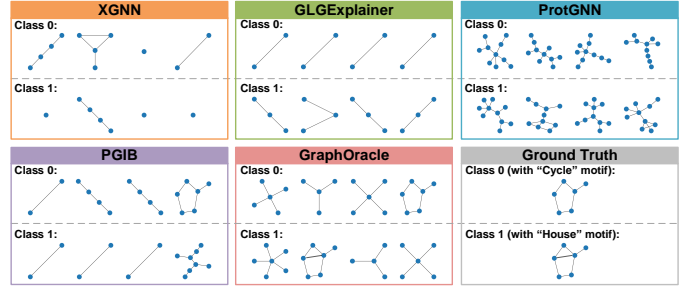 XGNN
Class 0:
Class 1:
GLGExplainer
Class 0:
Class 1:
ProtGNN
Class 0:
Class 1:
PGIB
Class 0:
Class 1:
GraphOracle
Class 0:
Class 1:
Ground Truth
Class 0 (with “Cycle” motif):
Class 1 (with “House” motif):